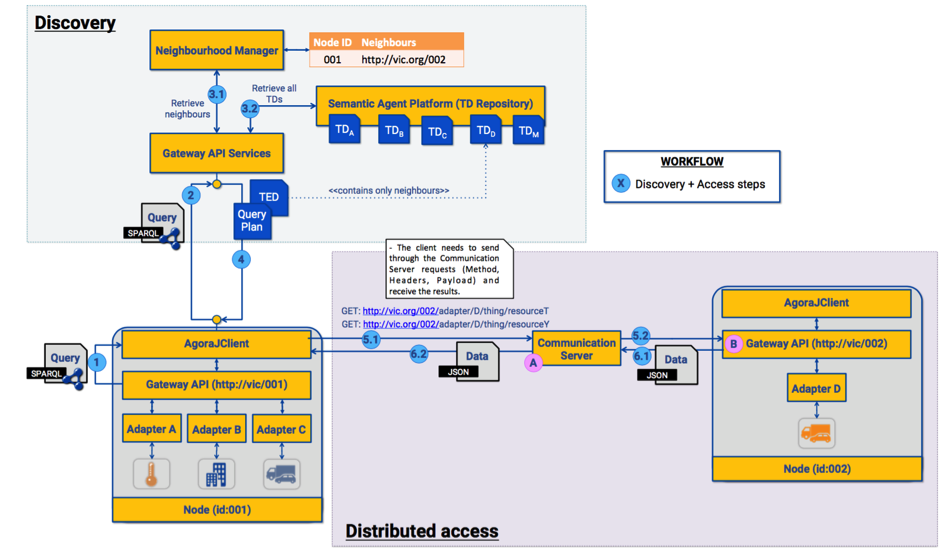 Discovery
Neighbourhood Manager
Node ID Neighbours
001 http://vic.org/002
3.1
Retrieve
neighbours
3.2
Retrieve all
TDs
Semantic Agent Platform (TD Repository)
TDA
TDB
TDC
TDD
TDM
Gateway API Services
WORKFLOW
X Discovery + Access steps
2
TED
<<contains only neighbours>>
Query
SPARQL
Query
Plan
4
- The client needs to send
through the Communication
Server requests (Method,
Headers, Payload) and
receive the results.
GET: http://vic.org/002/adapter/D/thing/resourceT
GET: http://vic.org/002/adapter/D/thing/resourceY
Query
SPARQL
1
AgoraJClient
Gateway API (http://vic/001)
Adapter A
Adapter B
Adapter C
Node (id:001)
5.1
6.2
Data
JSON
Communication
Server
A
5.2
6.1
Data
JSON
AgoraJClient
B
Gateway API (http://vic/002)
Adapter D
Node (id:002)
Distributed access